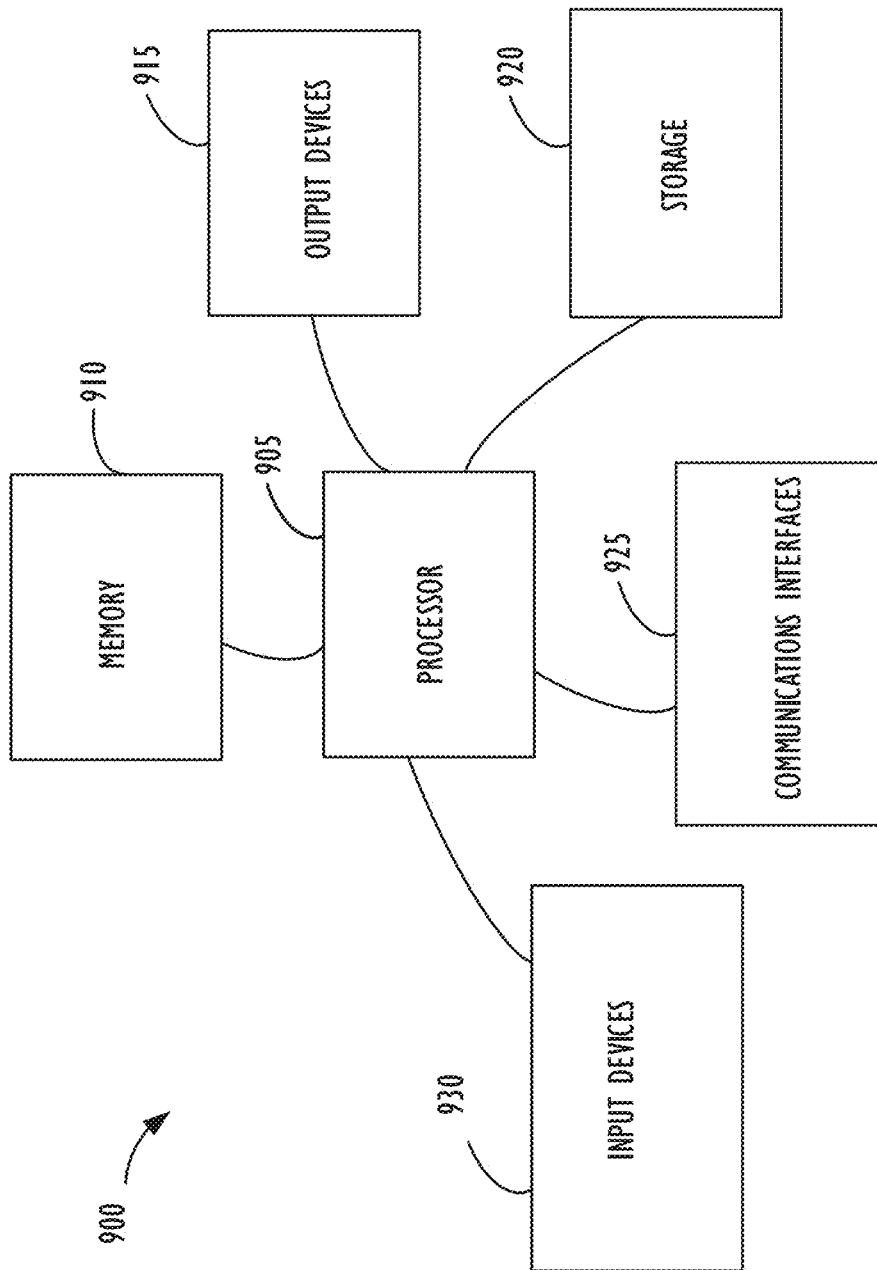 900
930
INPUT DEVICES
MEMORY
910
905
PROCESSOR
925
COMMUNICATIONS INTERFACES
915
OUTPUT DEVICES
920
STORAGE